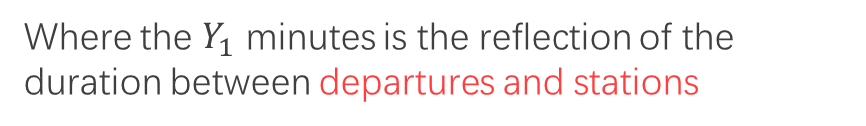 Where the Y₁ minutes is the reflection of the
duration between departures and stations